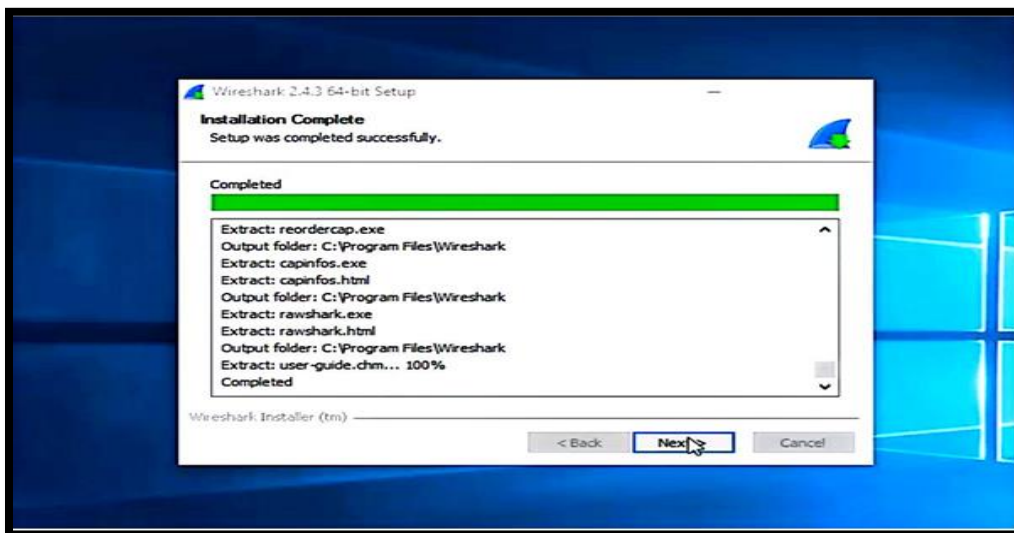 Wireshark 2.4.3 64-bit Setup
Installation Complete
Setup was completed successfully.
Completed
Extract: reordercap.exe
Output folder: C:\Program Files\Wireshark
Extract: capinfos.exe
Extract: capinfos.html
Output folder: C:\Program Files\Wireshark
Extract: rawshark.exe
Extract: rawshark.html
Output folder: C:\Program Files\Wireshark
Extract: user-guide.chm... 100%
Completed
Wireshark Installer (tm)
< Back Next > Cancel